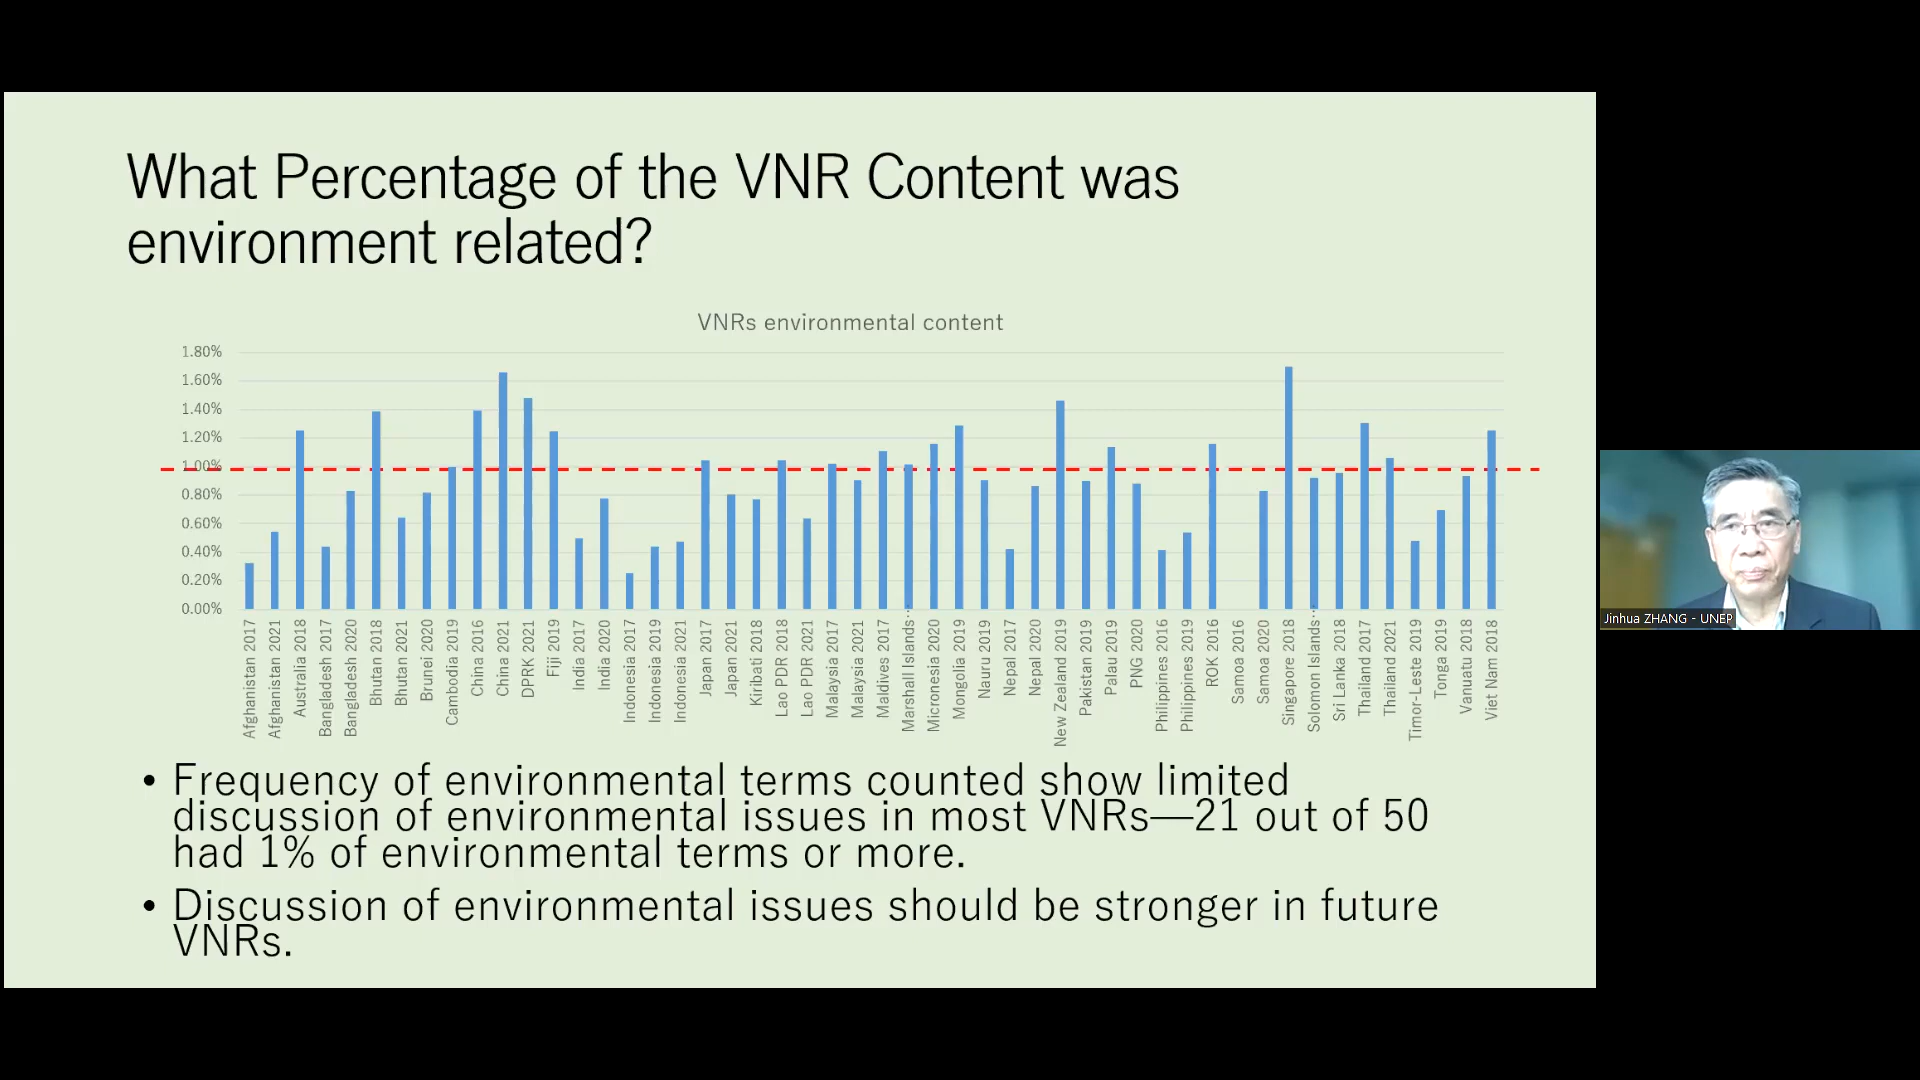 What Percentage of the VNR Content was
environment related?
VNRs environmental content
1.80%
1.60%
1.40%
1.20%
1.00%
0.80%
0.60%
0.40%
0.20%
0.00%
Afghanistan 2017
Afghanistan 2021
Australia 2018
Bangladesh 2017
Bangladesh 2020
Bhutan 2018
Bhutan 2021
Brunei 2020
Cambodia 2019
China 2016
China 2021
DPRK 2021
Fiji 2019
India 2017
India 2020
Indonesia 2017
Indonesia 2019
Indonesia 2021
Japan 2017
Japan 2021
Kiribati 2018
Lao PDR 2018
Lao PDR 2021
Malaysia 2017
Malaysia 2021
Maldives 2017
Marshall Islands…
Micronesia 2020
Mongolia 2019
Nauru 2019
Nepal 2017
Nepal 2020
New Zealand 2019
Pakistan 2019
Palau 2019
PNG 2020
Philippines 2016
Philippines 2019
ROK 2016
Samoa 2016
Samoa 2020
Singapore 2018
Solomon Islands…
Sri Lanka 2018
Thailand 2017
Thailand 2021
Timor-Leste 2019
Tonga 2019
Vanuatu 2018
Viet Nam 2018
• Frequency of environmental terms counted show limited
discussion of environmental issues in most VNRs—21 out of 50
had 1% of environmental terms or more.
• Discussion of environmental issues should be stronger in future
VNRs.
Jinhua ZHANG - UNEP